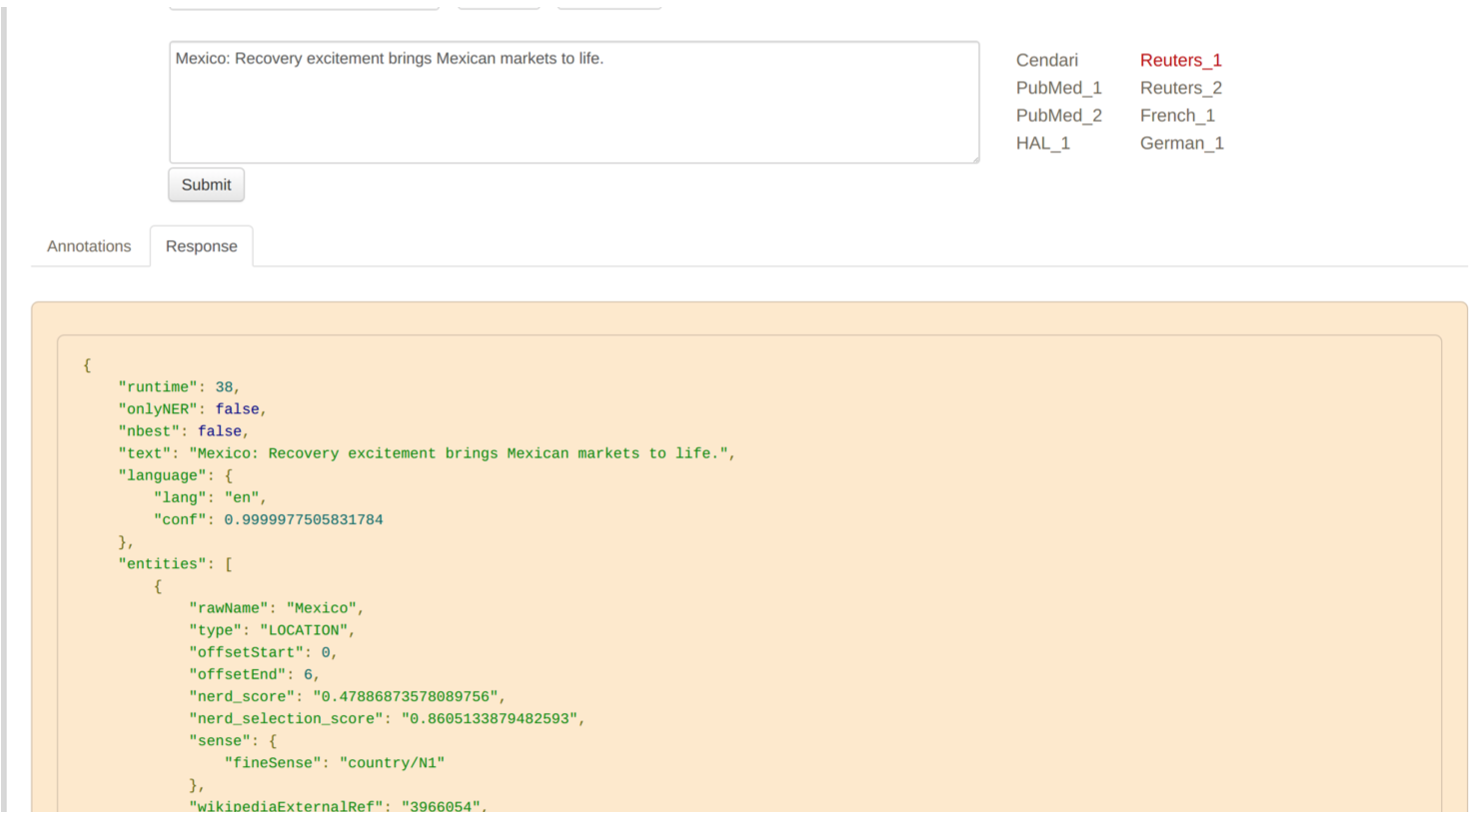 Mexico: Recovery excitement brings Mexican markets to life.
Cendari Reuters_1
PubMed_1 Reuters_2
PubMed_2 French_1
HAL_1 German_1
Submit
Annotations Response
{
"runtime": 38,
"onlyNER": false,
"nbest": false,
"text": "Mexico: Recovery excitement brings Mexican markets to life.",
"language": {
"lang": "en",
"conf": 0.9999977505831784
},
"entities": [
{
"rawName": "Mexico",
"type": "LOCATION",
"offsetStart": 0,
"offsetEnd": 6,
"nerd_score": "0.47886873578089756",
"nerd_selection_score": "0.8605133879482593",
"sense": {
"fineSense": "country/N1"
},
"wikipediaExternalRef": "3966054",